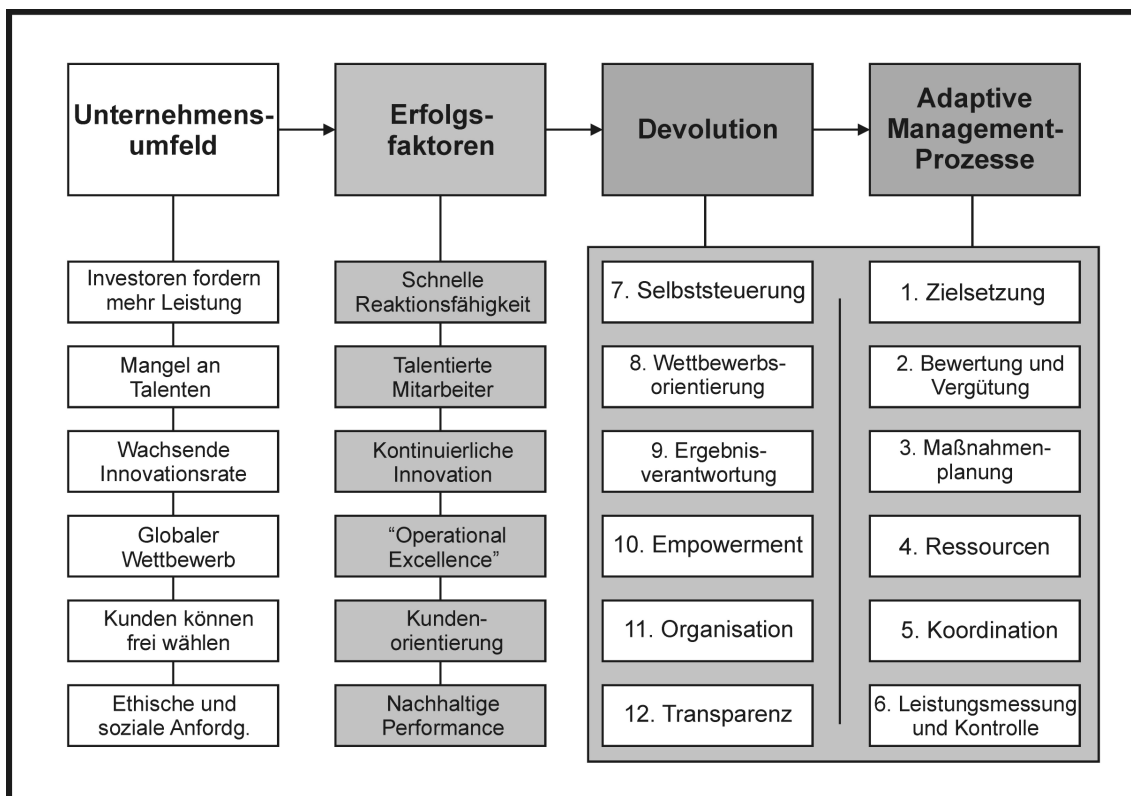 Unternehmens-
umfeld
Erfolgs-
faktoren
Devolution
Adaptive
Management-
Prozesse
Investoren fordern
mehr Leistung
Mangel an
Talenten
Wachsende
Innovationsrate
Globaler
Wettbewerb
Kunden können
frei wählen
Ethische und
soziale Anfordg.
Schnelle
Reaktionsfähigkeit
Talentierte
Mitarbeiter
Kontinuierliche
Innovation
“Operational
Excellence”
Kunden-
orientierung
Nachhaltige
Performance
7. Selbststeuerung
8. Wettbewerbs-
orientierung
9. Ergebnis-
verantwortung
10. Empowerment
11. Organisation
12. Transparenz
1. Zielsetzung
2. Bewertung und
Vergütung
3. Maßnahmen-
planung
4. Ressourcen
5. Koordination
6. Leistungsmessung
und Kontrolle